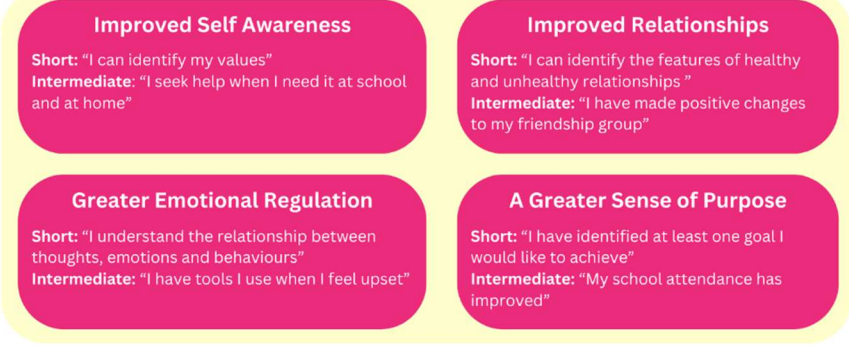 Improved Self Awareness
Short: “I can identify my values”
Intermediate: “I seek help when I need it at school
and at home”
Improved Relationships
Short: “I can identify the features of healthy
and unhealthy relationships ”
Intermediate: “I have made positive changes
to my friendship group”
Greater Emotional Regulation
Short: “I understand the relationship between
thoughts, emotions and behaviours”
Intermediate: “I have tools I use when I feel upset”
A Greater Sense of Purpose
Short: “I have identified at least one goal I
would like to achieve”
Intermediate: “My school attendance has
improved”